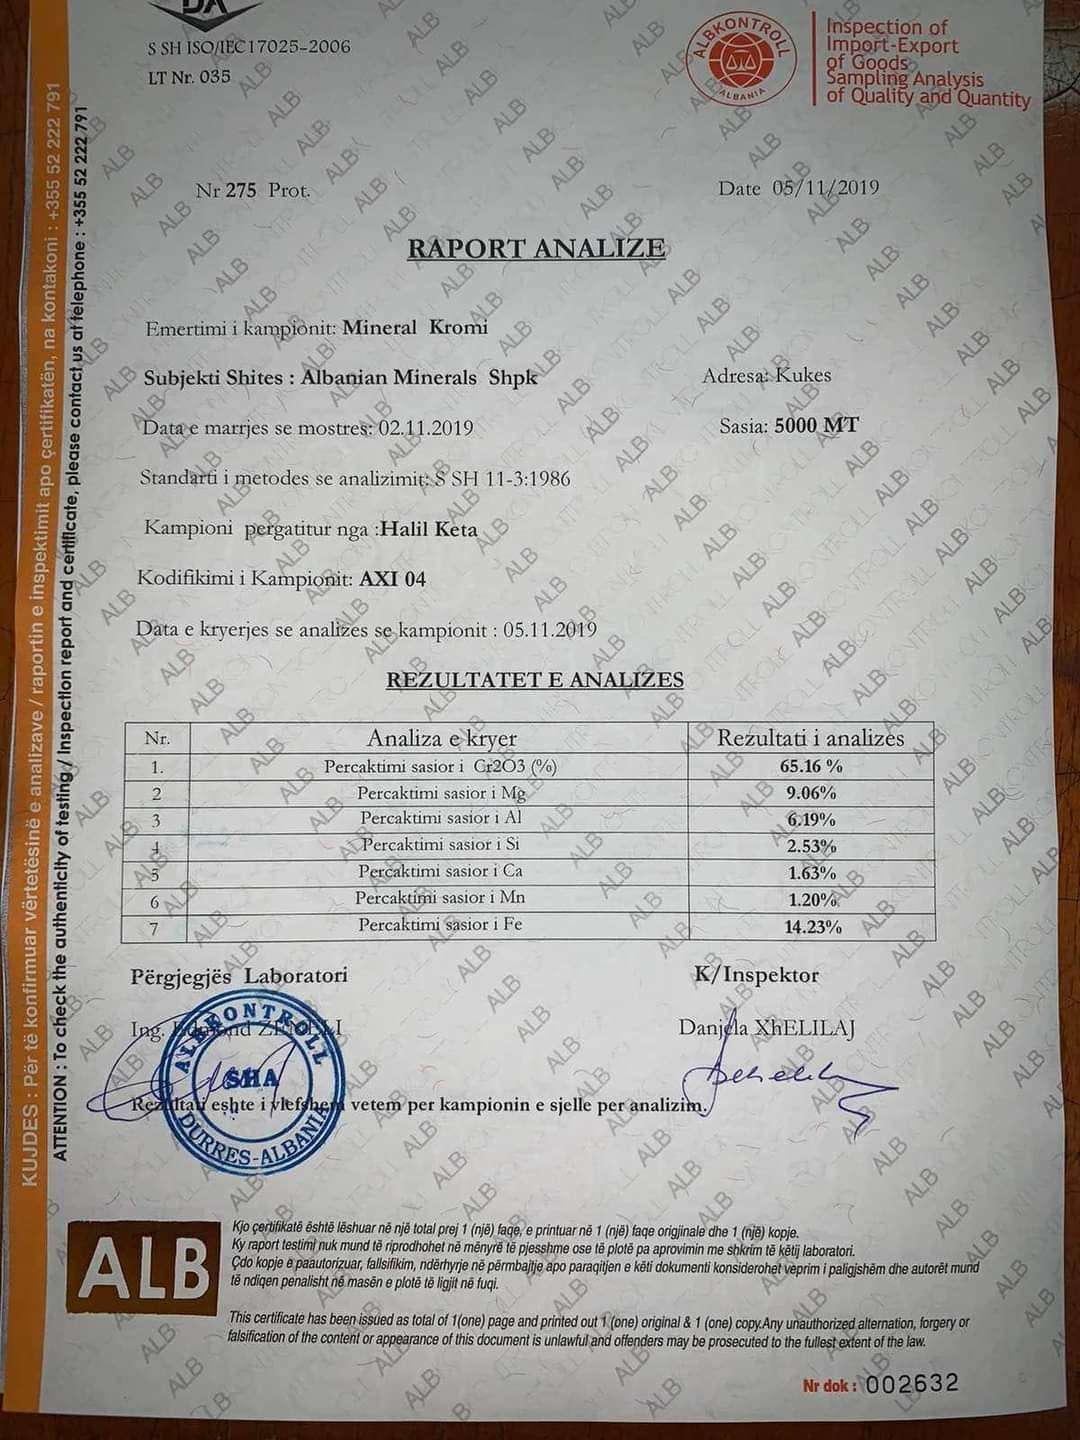 DA
S SH ISO/IEC17025-2006
LT Nr. 035
ALBKONTROLL
ALBANIA
Inspection of
Import-Export
of Goods
Sampling Analysis
of Quality and Quantity
Nr 275 Prot.
Date 05/11/2019
RAPORT ANALIZE
Emertimi i kampionit: Mineral Kromi
Subjekti Shites : Albanian Minerals Shpk
Adresa: Kukes
Data e marrjes se mostres: 02.11.2019
Sasia: 5000 MT
Standarti i metodes se analizimit: S SH 11-3:1986
Kampioni pergatitur nga :Halil Keta
Kodifikimi i Kampionit: AXI 04
Data e kryerjes se analizes se kampionit : 05.11.2019
REZULTATET E ANALIZES
Nr. Analiza e kryer Rezultati i analizes
1. Percaktimi sasior i Cr2O3 (%) 65.16 %
2 Percaktimi sasior i Mg 9.06%
3 Percaktimi sasior i Al 6.19%
4 Percaktimi sasior i Si 2.53%
5 Percaktimi sasior i Ca 1.63%
6 Percaktimi sasior i Mn 1.20%
7 Percaktimi sasior i Fe 14.23%
Përgjegjës Laboratori
K/Inspektor
Ing. Edmond
Danjela XhELILAJ
ALBKONTROLL
SHA
DURRES-ALBANIA
Rezultati eshte i vlefshem vetem per kampionin e sjelle per analizim.
ALB
Kjo çertifikatë është lëshuar në një total prej 1 (një) faqe, e printuar në 1 (një) faqe origjinale dhe 1 (një) kopje.
Ky raport testimi nuk mund të riprodhohet në mënyrë të pjesshme ose të plotë pa aprovimin me shkrim të këtij laboratori.
Çdo kopje e paautorizuar, fallsifikim, ndërhyrje në përmbajtje apo paraqitjen e këti dokumenti konsiderohet veprim i paligjshëm dhe autorët mund
të ndiqen penalisht në masën e plotë të ligjit në fuqi.
This certificate has been issued as total of 1(one) page and printed out 1 (one) original & 1 (one) copy.Any unauthorized alternation, forgery or
falsification of the content or appearance of this document is unlawful and offenders may be prosecuted to the fullest extent of the law.
Nr dok : 002632
KUJDES : Për të konfirmuar vërtetësinë e analizave / raportin e inspektimit apo çertifikatën, na kontakoni : +355 52 222 791
ATTENTION : To check the authenticity of testing / Inspection report and certificate, please contact us at telephone : +355 52 222 791